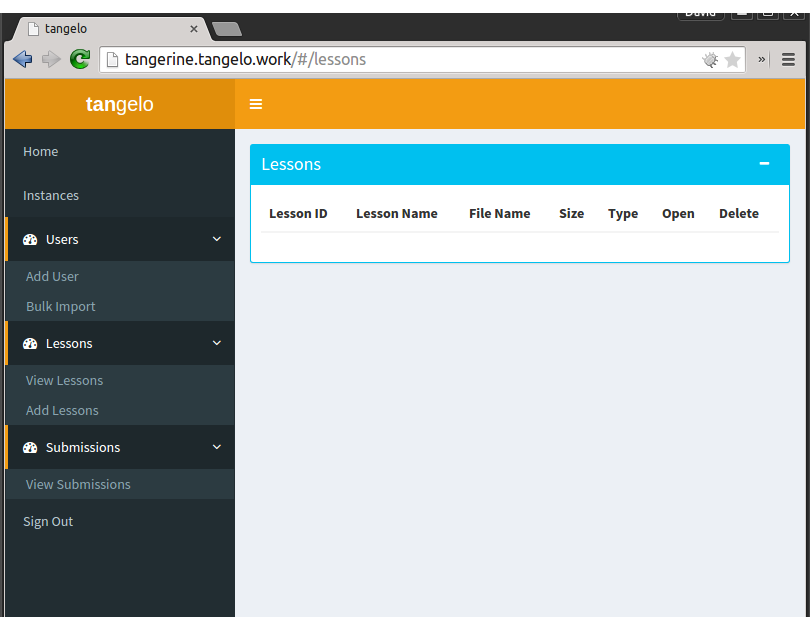 David
tangelo
tangerine.tangelo.work/#/lessons
»
tangelo
Home
Instances
Users
Add User
Bulk Import
Lessons
View Lessons
Add Lessons
Submissions
View Submissions
Sign Out
Lessons
Lesson ID Lesson Name File Name Size Type Open Delete